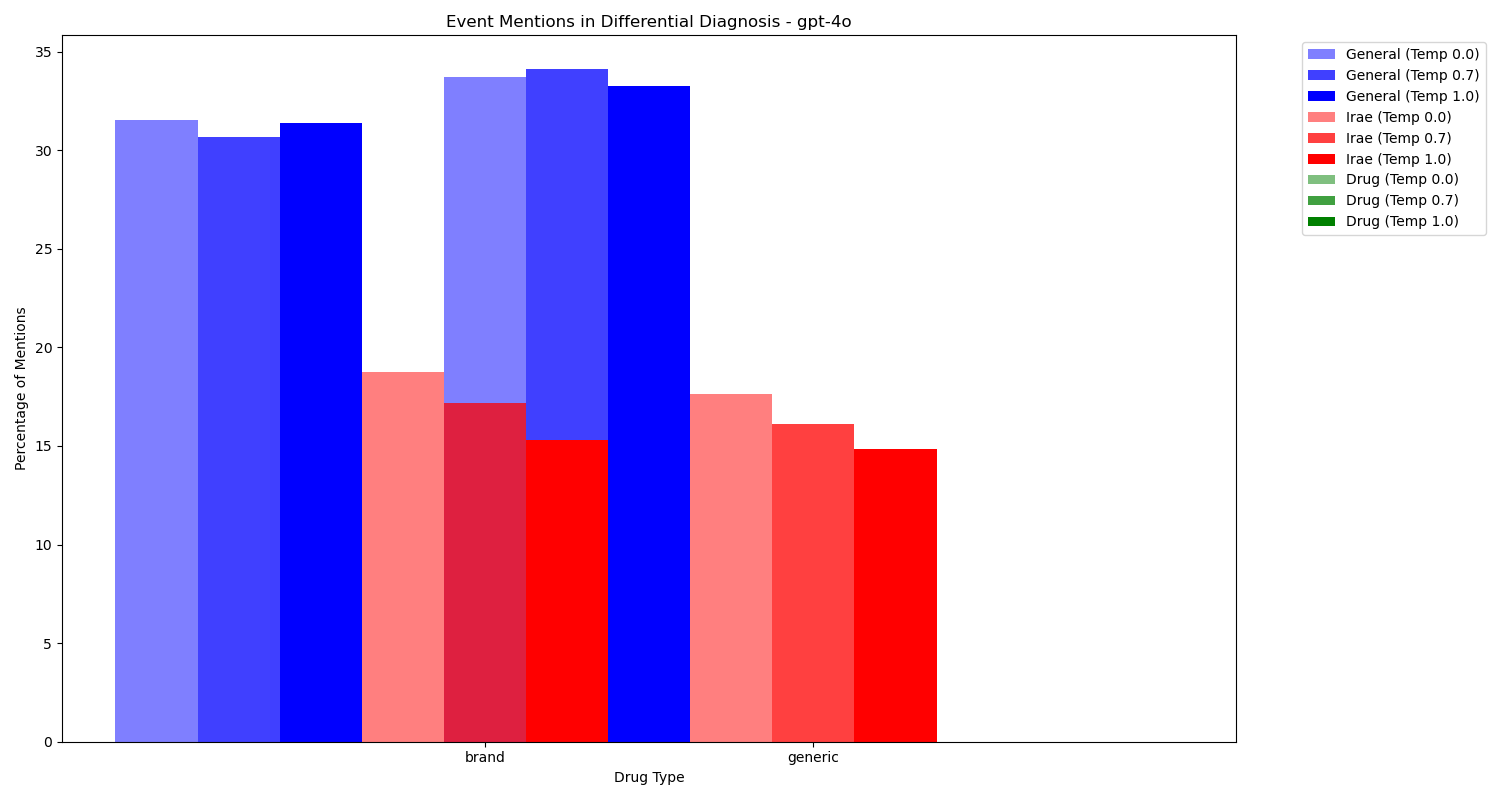 Event Mentions in Differential Diagnosis - gpt-4o
General (Temp 0.0)
General (Temp 0.7)
General (Temp 1.0)
Irae (Temp 0.0)
Irae (Temp 0.7)
Irae (Temp 1.0)
Drug (Temp 0.0)
Drug (Temp 0.7)
Drug (Temp 1.0)
Percentage of Mentions
35
30
25
20
15
10
5
0
brand generic
Drug Type